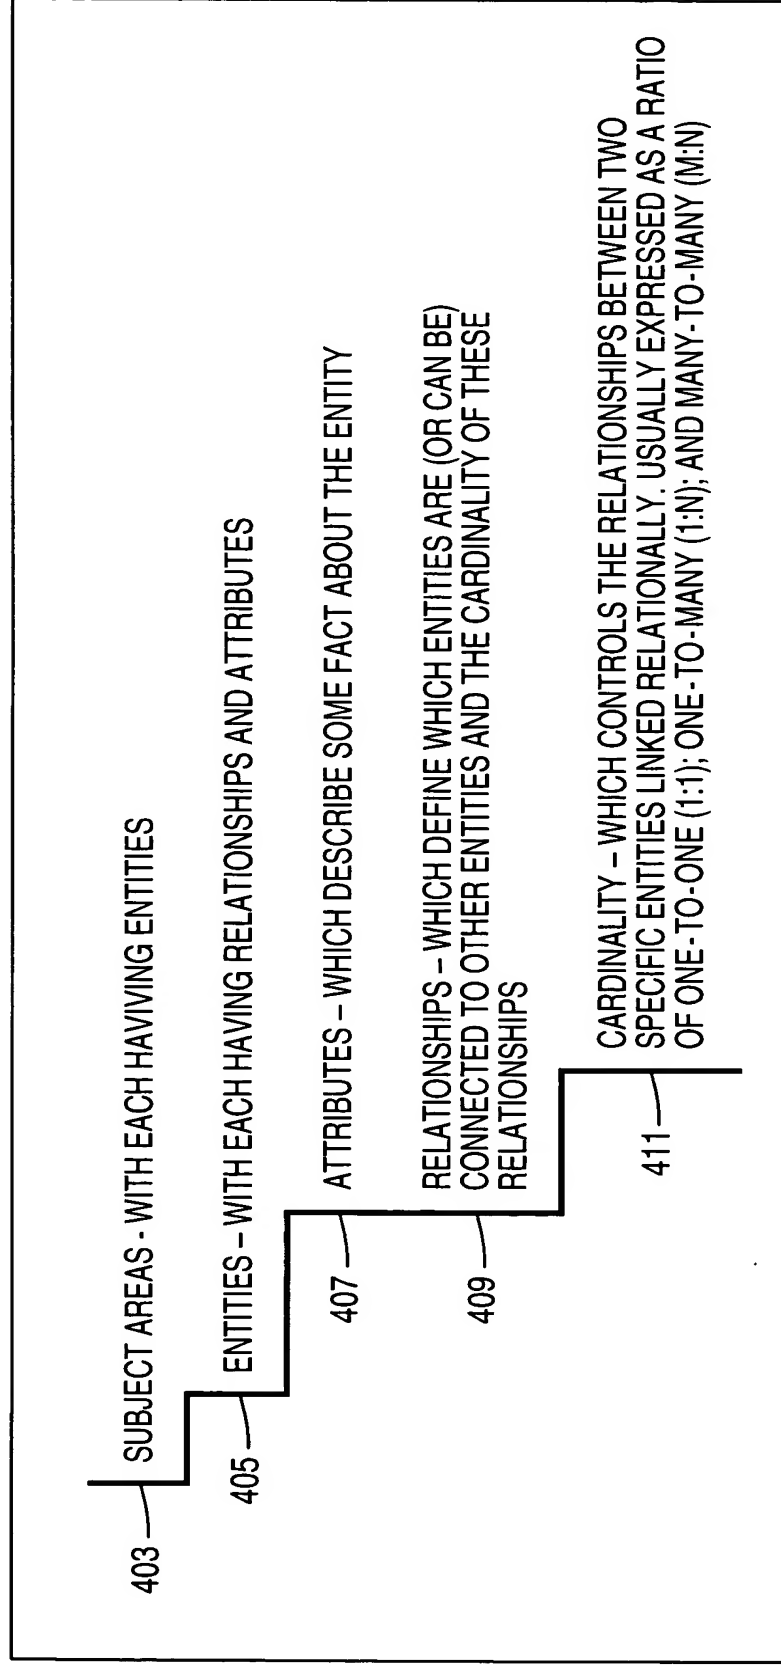 403
SUBJECT AREAS - WITH EACH HAVIVING ENTITIES
405
ENTITIES – WITH EACH HAVING RELATIONSHIPS AND ATTRIBUTES
407
ATTRIBUTES – WHICH DESCRIBE SOME FACT ABOUT THE ENTITY
409
RELATIONSHIPS – WHICH DEFINE WHICH ENTITIES ARE (OR CAN BE)
CONNECTED TO OTHER ENTITIES AND THE CARDINALITY OF THESE
RELATIONSHIPS
411
CARDINALITY – WHICH CONTROLS THE RELATIONSHIPS BETWEEN TWO
SPECIFIC ENTITIES LINKED RELATIONALLY. USUALLY EXPRESSED AS A RATIO
OF ONE-TO-ONE (1:1); ONE-TO-MANY (1:N); AND MANY-TO-MANY (M:N)